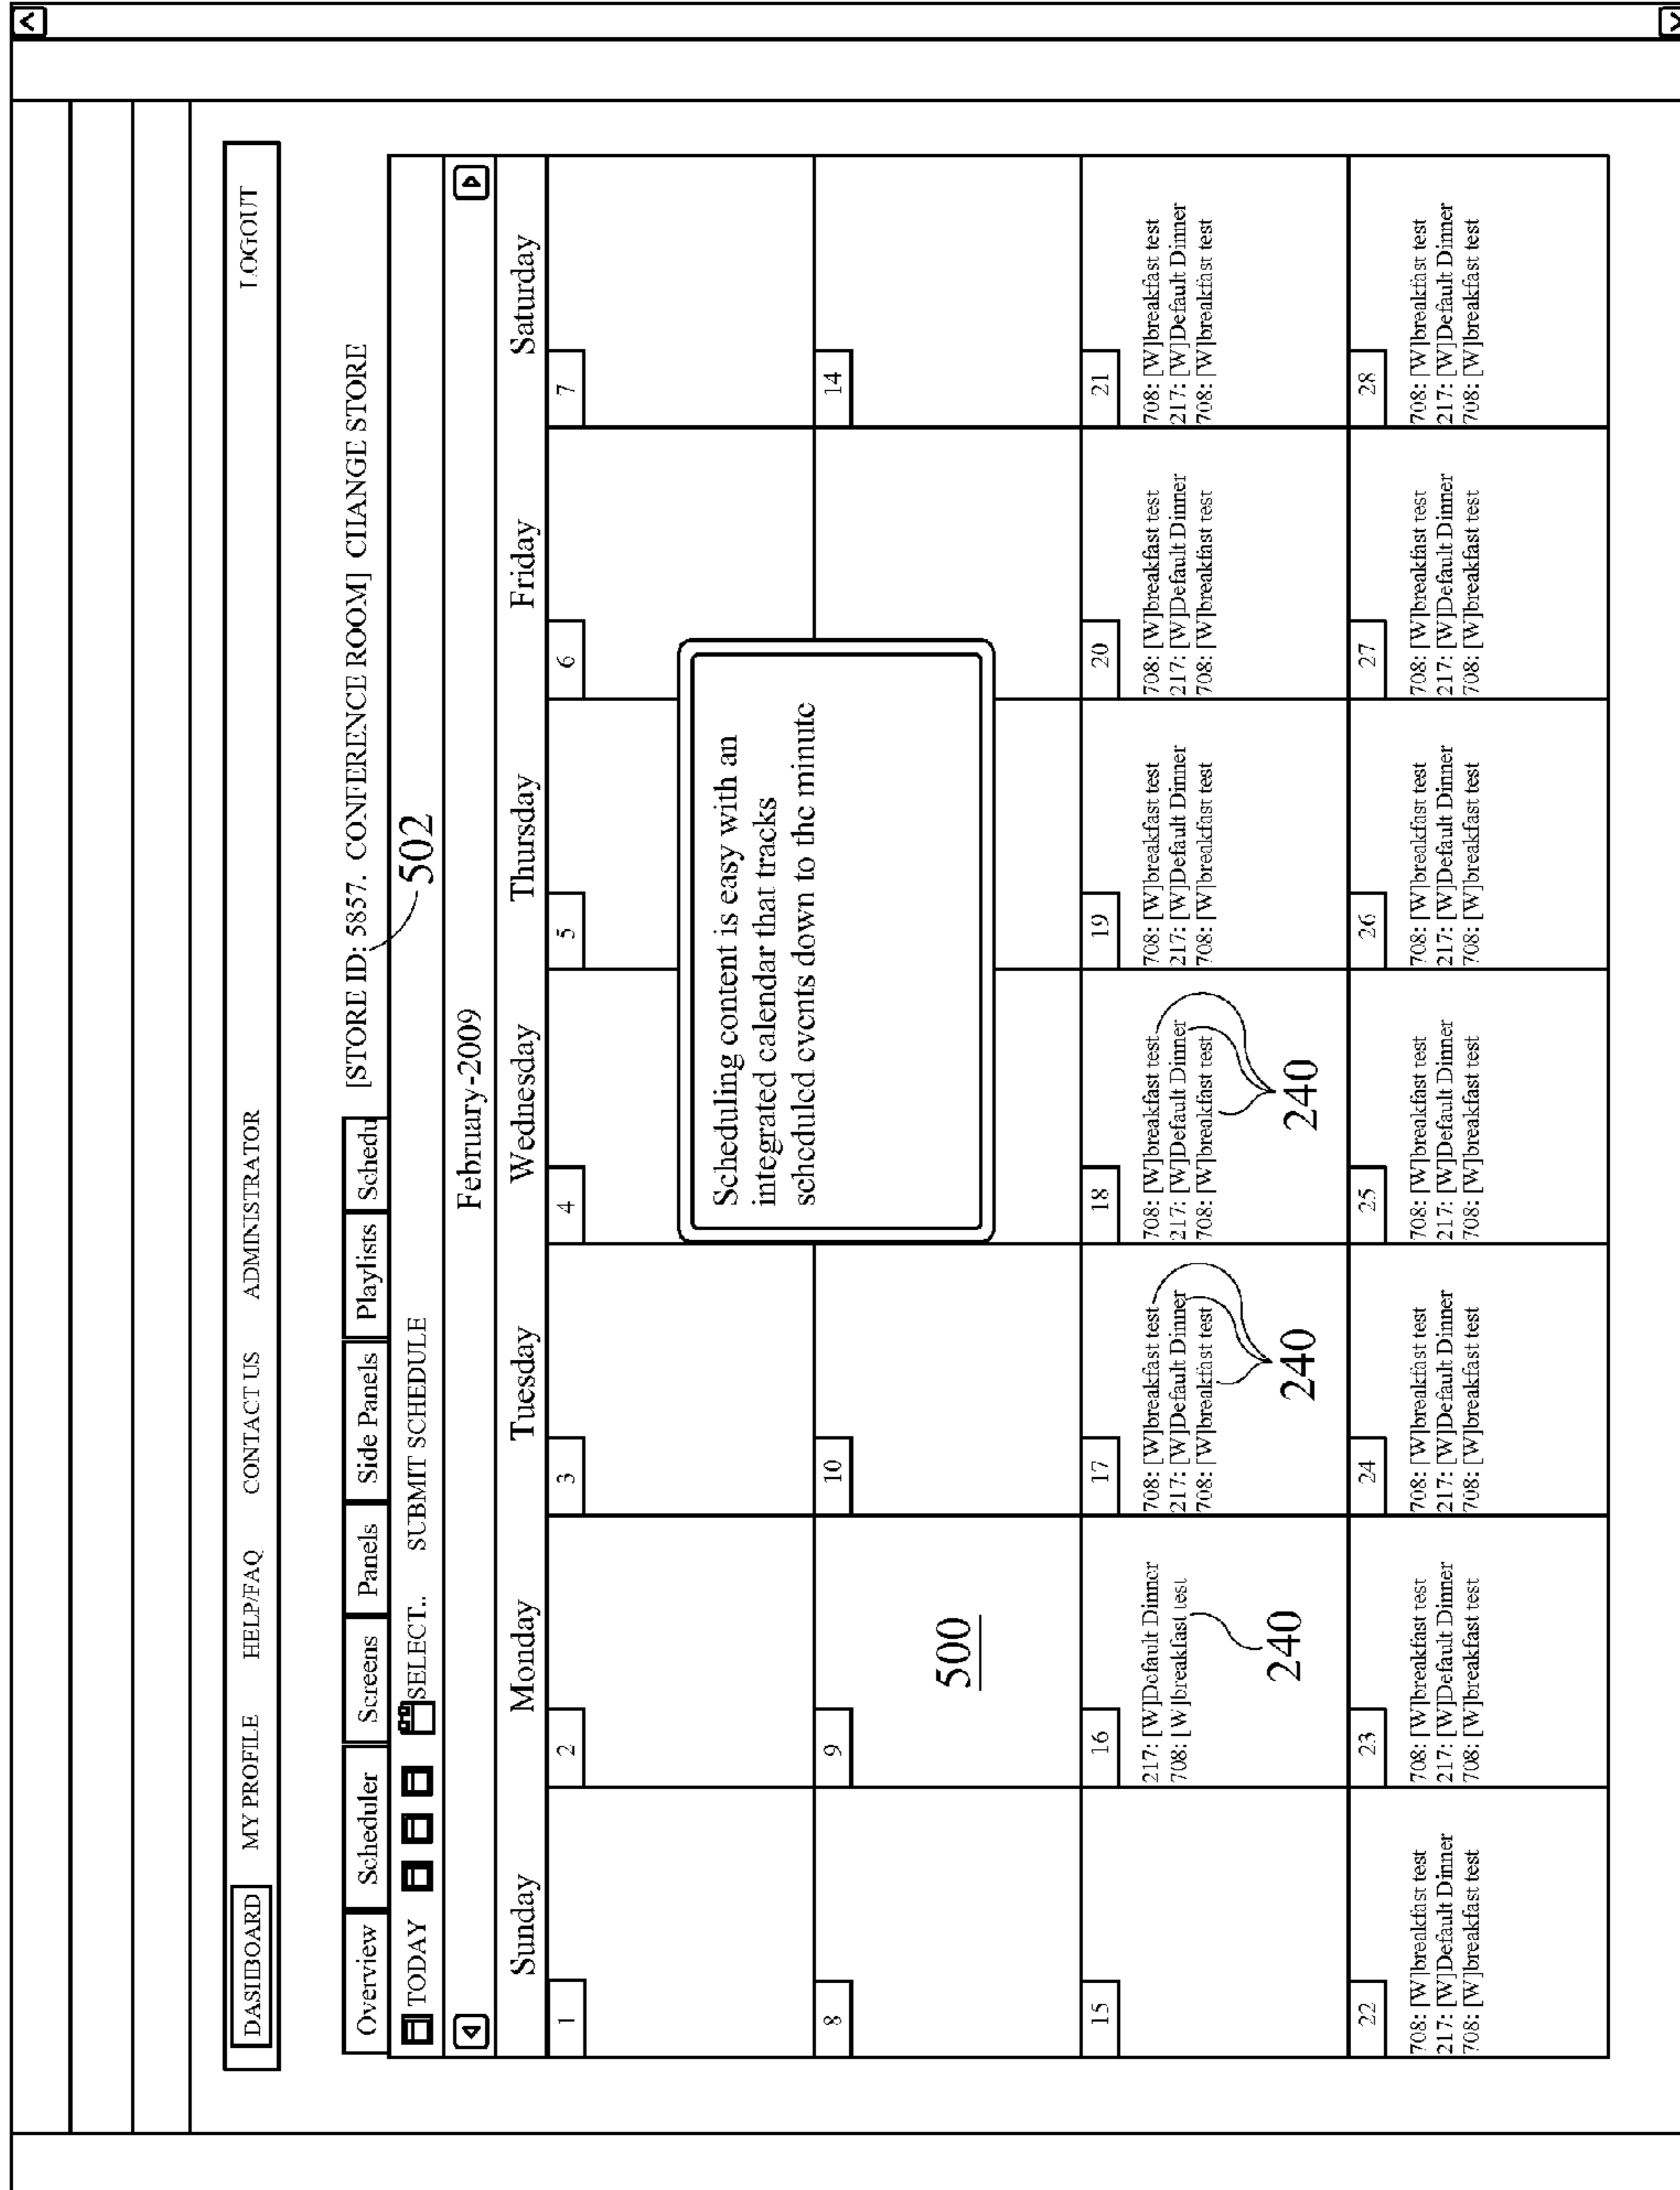 DASHBOARD MY PROFILE HELP/FAQ CONTACT US ADMINISTRATOR LOGOUT
Overview Scheduler Screens Panels Side Panels Playlists Schedu [STORE ID: 5857. CONFERENCE ROOM] CHANGE STORE
TODAY SELECT.. SUBMIT SCHEDULE
502
February-2009
Sunday Monday Tuesday Wednesday Thursday Friday Saturday
1 2 3 4 5 6 7
Scheduling content is easy with an
integrated calendar that tracks
scheduled events down to the minute
8 9 10 14
500
15 16 17 18 19 20 21
217: [W]Default Dinner 708: [W]breakfast test 708: [W]breakfast test 708: [W]breakfast test 708: [W]breakfast test 708: [W]breakfast test
708: [W]breakfast test 217: [W]Default Dinner 217: [W]Default Dinner 217: [W]Default Dinner 217: [W]Default Dinner 217: [W]Default Dinner
708: [W]breakfast test 708: [W]breakfast test 708: [W]breakfast test 708: [W]breakfast test 708: [W]breakfast test
240 240 240
22 23 24 25 26 27 28
708: [W]breakfast test 708: [W]breakfast test 708: [W]breakfast test 708: [W]breakfast test 708: [W]breakfast test 708: [W]breakfast test 708: [W]breakfast test
217: [W]Default Dinner 217: [W]Default Dinner 217: [W]Default Dinner 217: [W]Default Dinner 217: [W]Default Dinner 217: [W]Default Dinner 217: [W]Default Dinner
708: [W]breakfast test 708: [W]breakfast test 708: [W]breakfast test 708: [W]breakfast test 708: [W]breakfast test 708: [W]breakfast test 708: [W]breakfast test